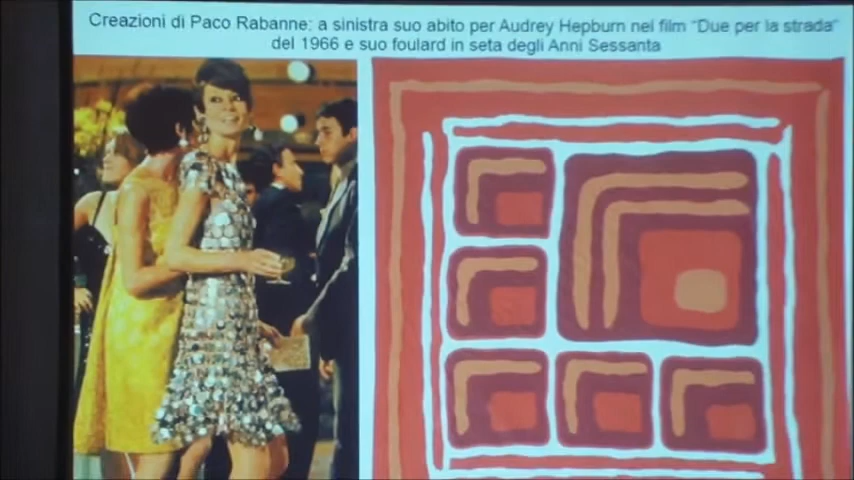 Creazioni di Paco Rabanne: a sinistra suo abito per Audrey Hepburn nel film “Due per la strada”
del 1966 e suo foulard in seta degli Anni Sessanta